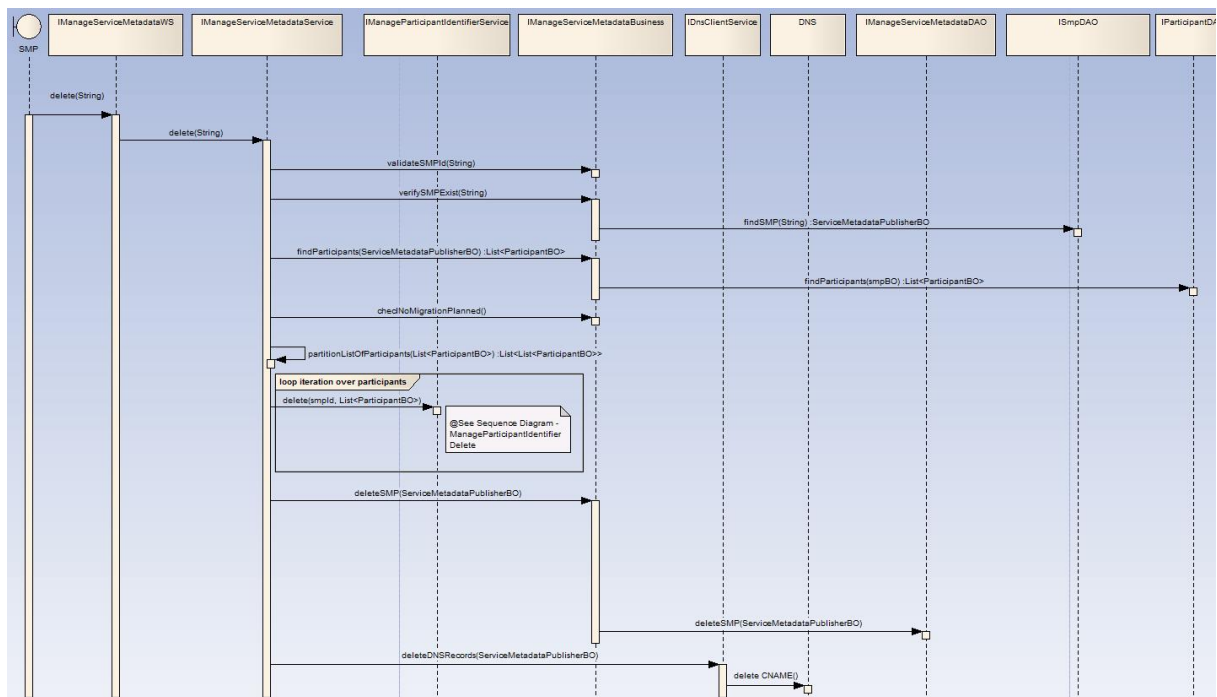 IManageServiceMetadataWS
IManageServiceMetadataService
IManageParticipantIdentifierService
IManageServiceMetadataBusiness
IDnsClientService
DNS
IManageServiceMetadataDAO
ISmpDAO
IParticipantDA
SMP
delete(String)
delete(String)
validateSMPId(String)
verifySMPExist(String)
findSMP(String) :ServiceMetadataPublisherBO
findParticipants(ServiceMetadataPublisherBO) :List<ParticipantBO>
findParticipants(smpBO) :List<ParticipantBO>
checlNoMigrationPlanned()
partitionListOfParticipants(List<ParticipantBO>) :List<List<ParticipantBO>>
loop iteration over participants
delete(smpId, List<ParticipantBO>)
@See Sequence Diagram -
ManageParticipantIdentifier
Delete
deleteSMP(ServiceMetadataPublisherBO)
deleteSMP(ServiceMetadataPublisherBO)
deleteDNSRecords(ServiceMetadataPublisherBO)
delete CNAME()